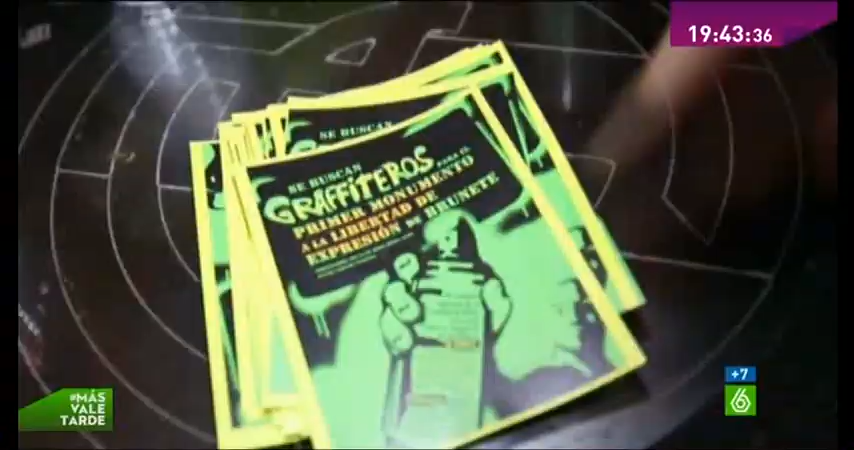 19:43:36
SE BUSCAN
SE BUSCAN
GRAFFITEROS PARA EL
PRIMER MONUMENTO
A LA LIBERTAD DE
EXPRESIÓN DE BRUNETE
#MÁS
VALE
TARDE
+7
6